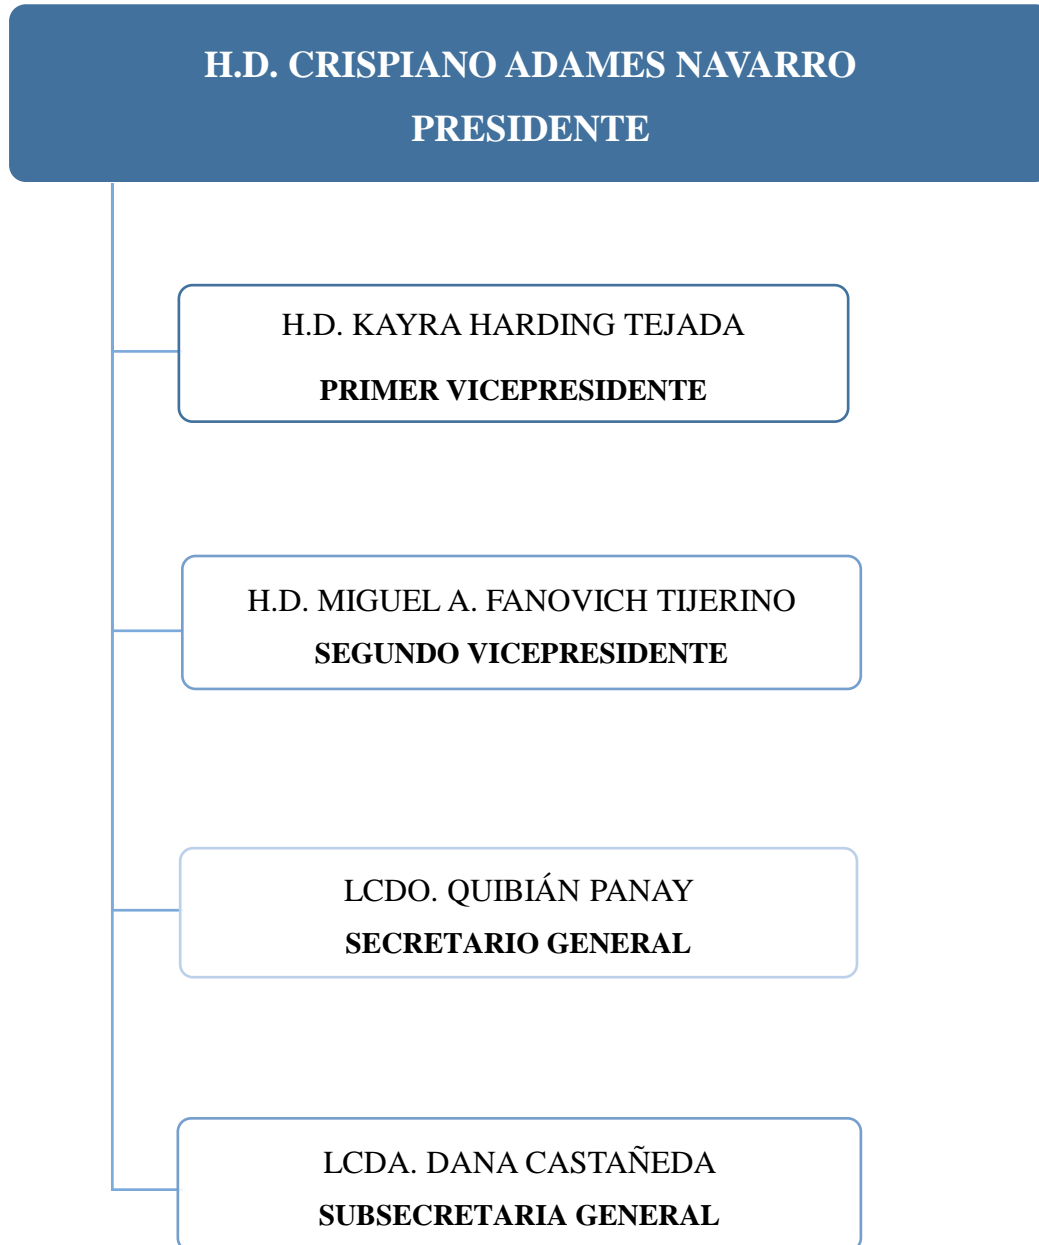 H.D. CRISPIANO ADAMES NAVARRO
PRESIDENTE
H.D. KAYRA HARDING TEJADA
PRIMER VICEPRESIDENTE
H.D. MIGUEL A. FANOVICH TIJERINO
SEGUNDO VICEPRESIDENTE
LCDO. QUIBIÁN PANAY
SECRETARIO GENERAL
LCDA. DANA CASTAÑEDA
SUBSECRETARIA GENERAL